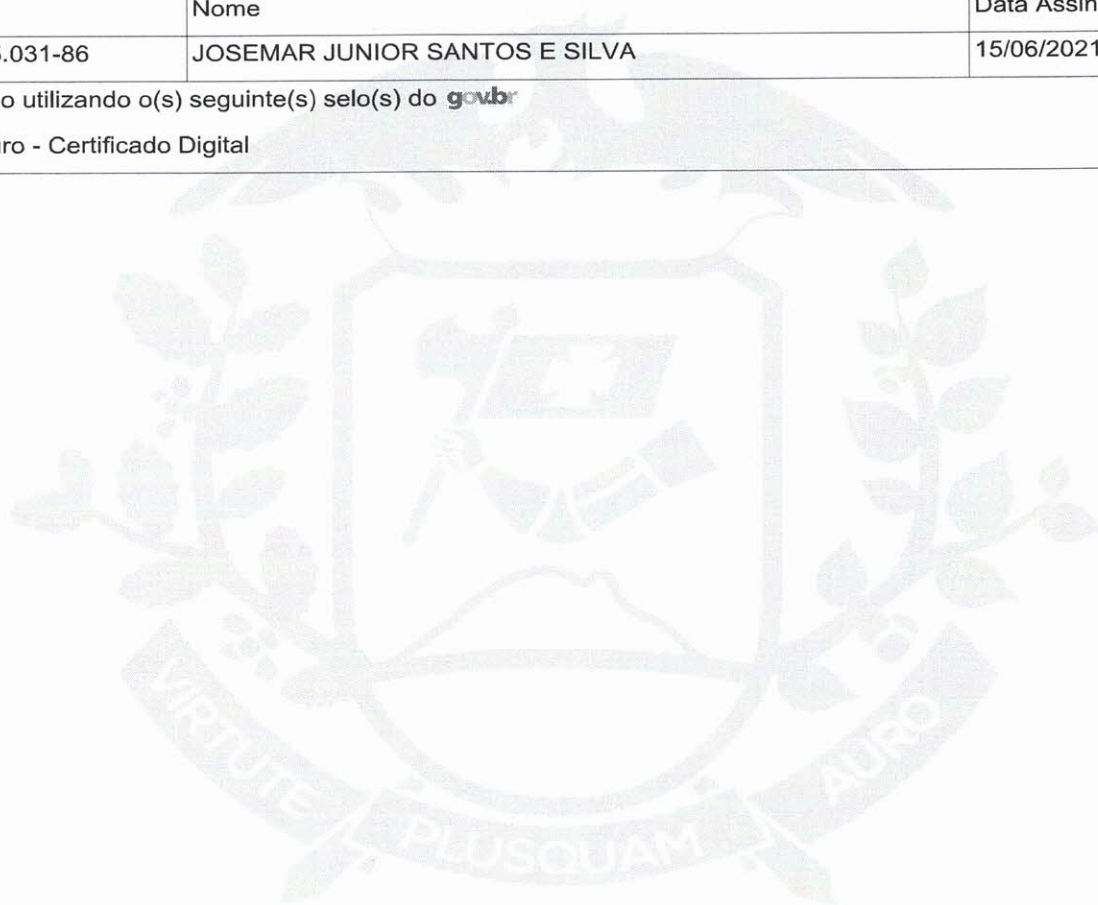 Nome Data Assin
.031-86 JOSEMAR JUNIOR SANTOS E SILVA 15/06/2021
o utilizando o(s) seguinte(s) selo(s) do gov.br
ro - Certificado Digital
VIRTUTE PLUSQUAM AURO